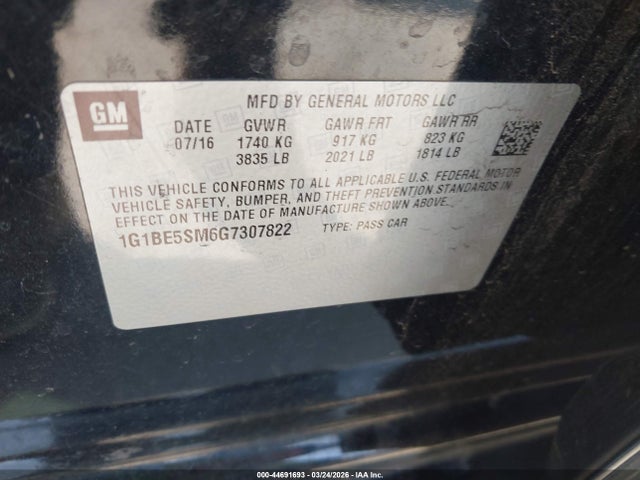 GM
MFD BY GENERAL MOTORS LLC
DATE GVWR GAWR FRT GAWR RR
07/16 1740 KG 917 KG 823 KG
3835 LB 2021 LB 1814 LB
THIS VEHICLE CONFORMS TO ALL APPLICABLE U.S. FEDERAL MOTOR
VEHICLE SAFETY, BUMPER, AND THEFT PREVENTION STANDARDS IN
EFFECT ON THE DATE OF MANUFACTURE SHOWN ABOVE.
1G1BE5SM6G7307822 TYPE: PASS CAR
000-44691693 - 03/24/2026 - IAA Inc.